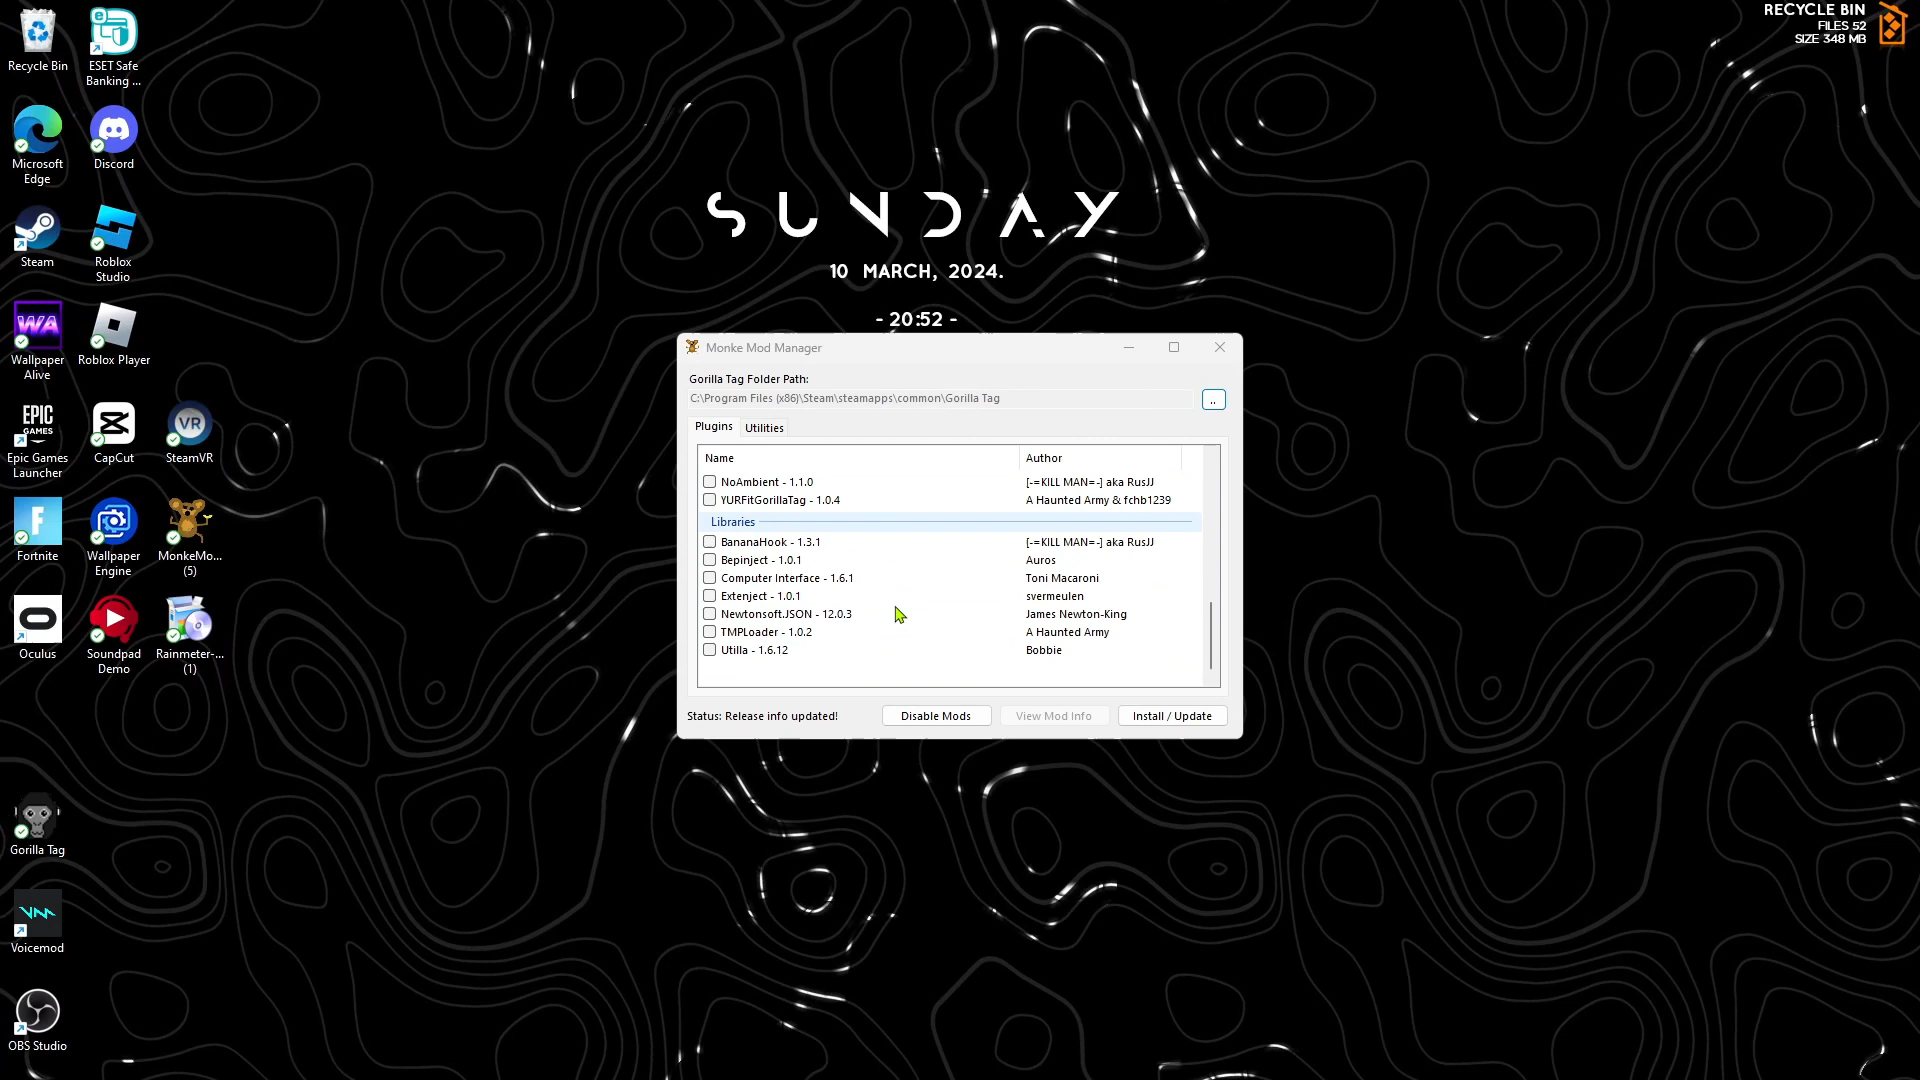 Recycle Bin
ESET Safe
Banking ...
Microsoft
Edge
Discord
Steam
Roblox
Studio
WA
Wallpaper
Alive
Roblox Player
EPIC
GAMES
Epic Games
Launcher
CapCut
VR
SteamVR
F
Fortnite
Wallpaper
Engine
MonkeMo...
(5)
Oculus
Soundpad
Demo
Rainmeter-...
(1)
Gorilla Tag
Voicemod
OBS Studio
RECYCLE BIN
FILES 52
SIZE 348 MB
SUNDAY
10 MARCH, 2024.
- 20:52 -
Monke Mod Manager
Gorilla Tag Folder Path:
C:\Program Files (x86)\Steam\steamapps\common\Gorilla Tag
..
Plugins Utilities
Name Author
NoAmbient - 1.1.0 [-=KILL MAN=-] aka RusJJ
YURFitGorillaTag - 1.0.4 A Haunted Army & fchb1239
Libraries
BananaHook - 1.3.1 [-=KILL MAN=-] aka RusJJ
Bepinject - 1.0.1 Auros
Computer Interface - 1.6.1 Toni Macaroni
Extenject - 1.0.1 svermeulen
Newtonsoft.JSON - 12.0.3 James Newton-King
TMPLoader - 1.0.2 A Haunted Army
Utilla - 1.6.12 Bobbie
Status: Release info updated! Disable Mods View Mod Info Install / Update